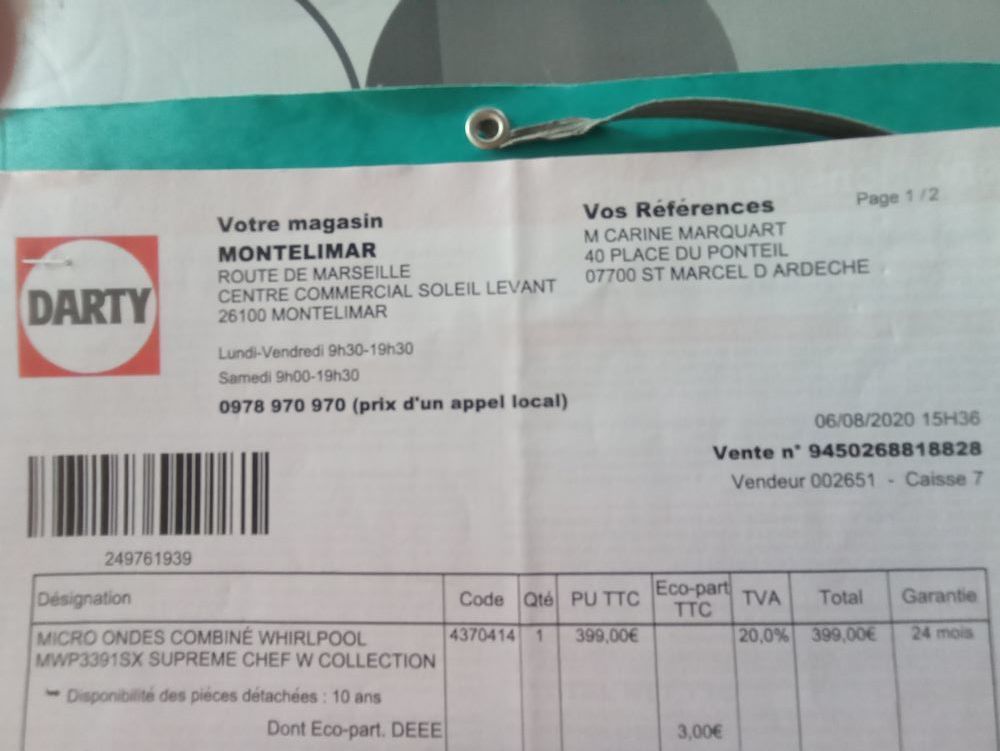 DARTY
Votre magasin
MONTELIMAR
ROUTE DE MARSEILLE
CENTRE COMMERCIAL SOLEIL LEVANT
26100 MONTELIMAR
Lundi-Vendredi 9h30-19h30
Samedi 9h00-19h30
0978 970 970 (prix d'un appel local)
Vos Références
M CARINE MARQUART
40 PLACE DU PONTEIL
07700 ST MARCEL D ARDECHE
Page 1 / 2
06/08/2020 15H36
Vente n° 9450268818828
Vendeur 002651 - Caisse 7
249761939
Désignation Code Qté PU TTC Eco-part TTC TVA Total Garantie
MICRO ONDES COMBINÉ WHIRLPOOL 4370414 1 399,00€ 20,0% 399,00€ 24 mois
MWP3391SX SUPREME CHEF W COLLECTION
Disponibilité des pièces détachées : 10 ans
Dont Eco-part. DEEE 3,00€